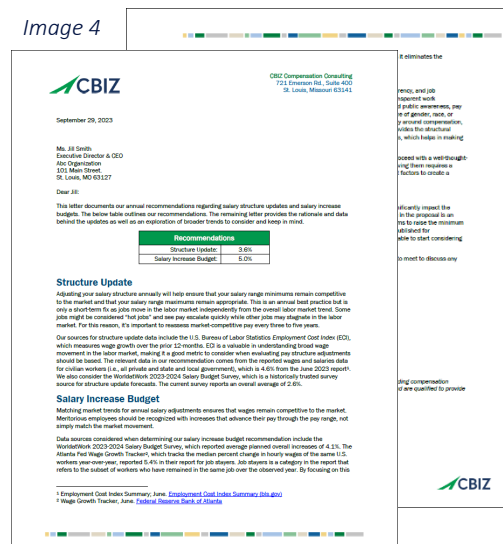 Image 4
CBIZ
CBIZ Compensation Consulting
721 Emerson Rd., Suite 400
St. Louis, Missouri 63141
September 29, 2023
Ms. Jill Smith
Executive Director & CEO
Abc Organization
101 Main Street.
St. Louis, MO 63127
Dear Jill:
This letter documents our annual recommendations regarding salary structure updates and salary increase
budgets. The below table outlines our recommendations. The remaining letter provides the rationale and data
behind the updates as well as an exploration of broader trends to consider and keep in mind.
Recommendations
Structure Update: 3.6%
Salary Increase Budget: 5.0%
Structure Update
Adjusting your salary structure annually will help ensure that your salary range minimums remain competitive
to the market and that your salary range maximums remain appropriate. This is an annual best practice but is
only a short-term fix as jobs move in the labor market independently from the overall labor market trend. Some
jobs might be considered "hot jobs" and see pay escalate quickly while other jobs may stagnate in the labor
market. For this reason, it's important to reassess market-competitive pay every three to five years.
Our sources for structure update data include the U.S. Bureau of Labor Statistics Employment Cost Index (ECI),
which measures wage growth over the prior 12-months. ECI is a valuable in understanding broad wage
movement in the labor market, making it a good metric to consider when evaluating pay structure adjustments
should be based. The relevant data in our recommendation comes from the reported wages and salaries data
for civilian workers (i.e., all private and state and local government), which is 4.6% from the June 2023 report¹.
We also consider the WorldatWork 2023-2024 Salary Budget Survey, which is a historically trusted survey
source for structure update forecasts. The current survey reports an overall average of 2.6%.
Salary Increase Budget
Matching market trends for annual salary adjustments ensures that wages remain competitive to the market.
Meritorious employees should be recognized with increases that advance their pay through the pay range, not
simply match the market movement.
Data sources considered when determining our salary increase budget recommendation include the
WorldatWork 2023-2024 Salary Budget Survey, which reported average planned overall increases of 4.1%. The
Atlanta Fed Wage Growth Tracker², which tracks the median percent change in hourly wages of the same U.S.
workers year-over-year, reported 5.4% in their report for job stayers. Job stayers is a category in the report that
refers to the subset of workers who have remained in the same job over the observed year. By focusing on this
¹ Employment Cost Index Summary; June. Employment Cost Index Summary (bls.gov)
² Wage Growth Tracker, June. Federal Reserve Bank of Atlanta
it eliminates the
rency, and job
nsparent work
d public awareness, pay
e of gender, race, or
y around compensation,
ovides the structural
s, which helps in making
oceed with a well-thought-
ving them requires a
t factors to create a
nificantly impact the
In the proposal is an
ms to raise the minimum
ublished for
able to start considering
to meet to discuss any
ding compensation
d are qualified to provide
CBIZ